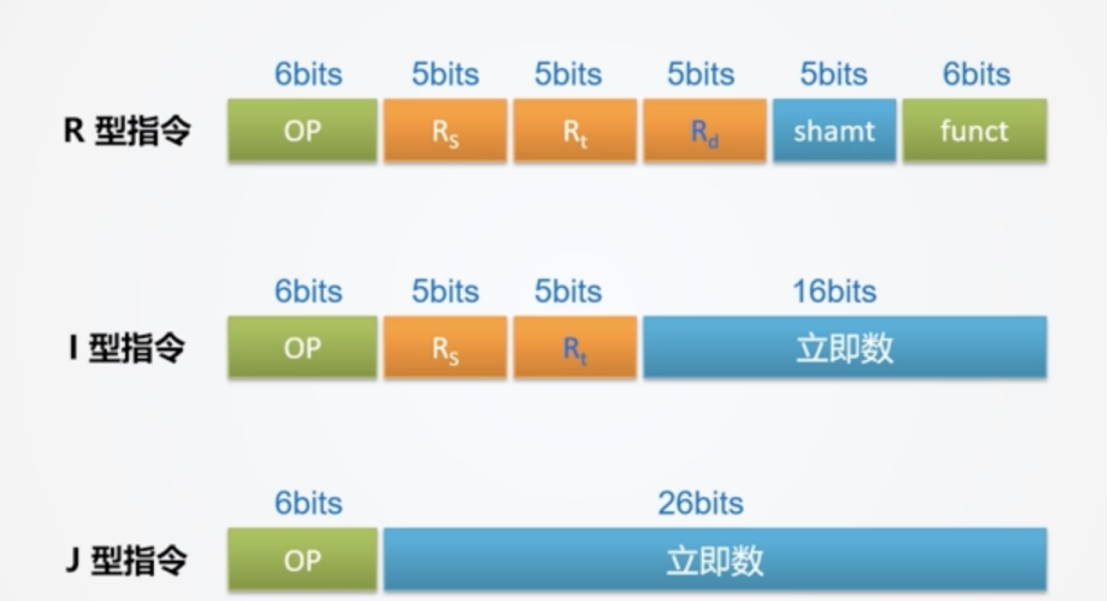 6bits 5bits 5bits 5bits 5bits 6bits
R 型指令 OP Rs Rt Rd shamt funct
6bits 5bits 5bits 16bits
I 型指令 OP Rs Rt 立即数
6bits 26bits
J 型指令 OP 立即数